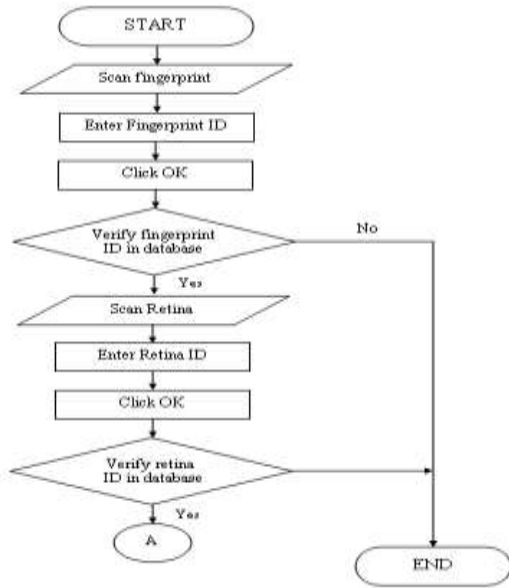 START
Scan fingerprint
Enter Fingerprint ID
Click OK
Verify fingerprint
ID in database
No
Yes
Scan Retina
Enter Retina ID
Click OK
Verify retina
ID in database
Yes
A
END